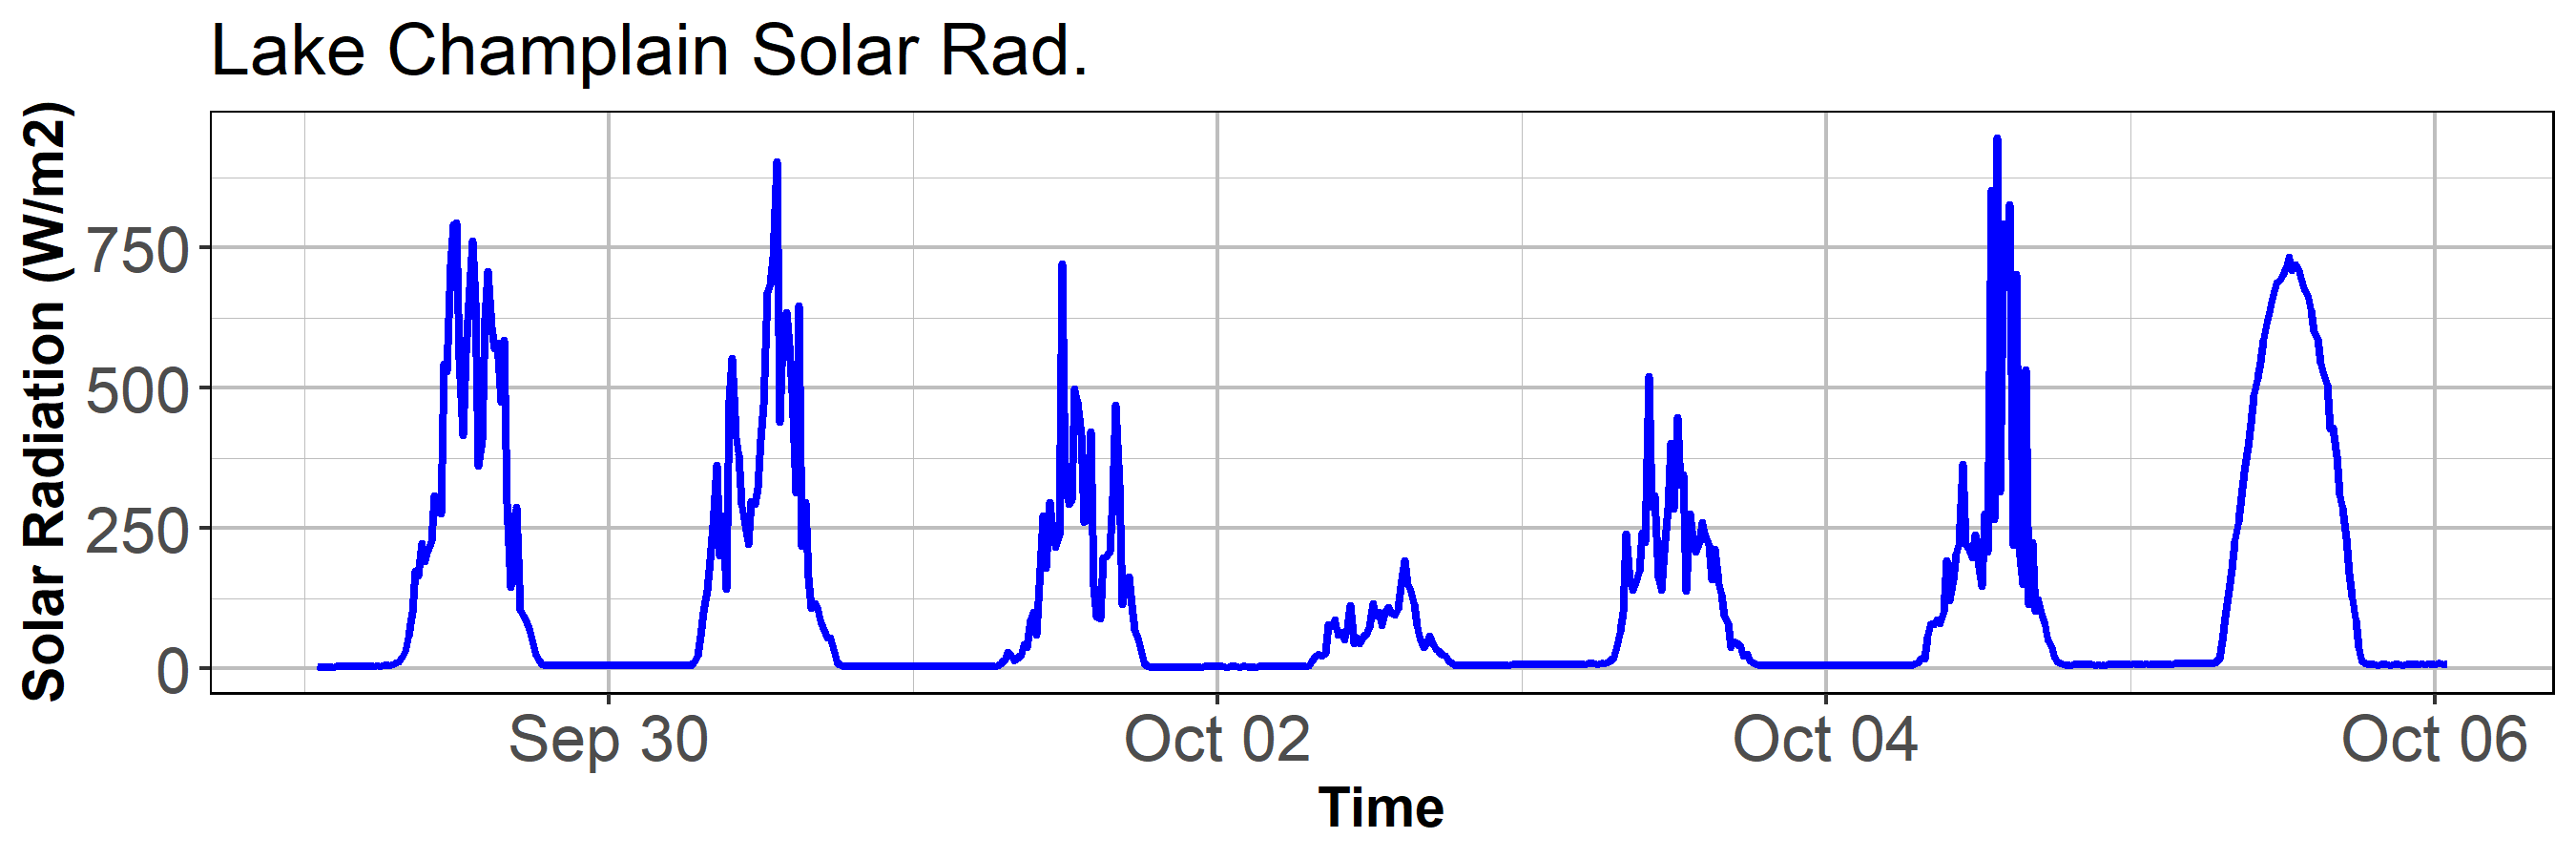 Lake Champlain Solar Rad.
Solar Radiation (W/m2)
750
500
250
0
Sep 30
Oct 02
Oct 04
Oct 06
Time